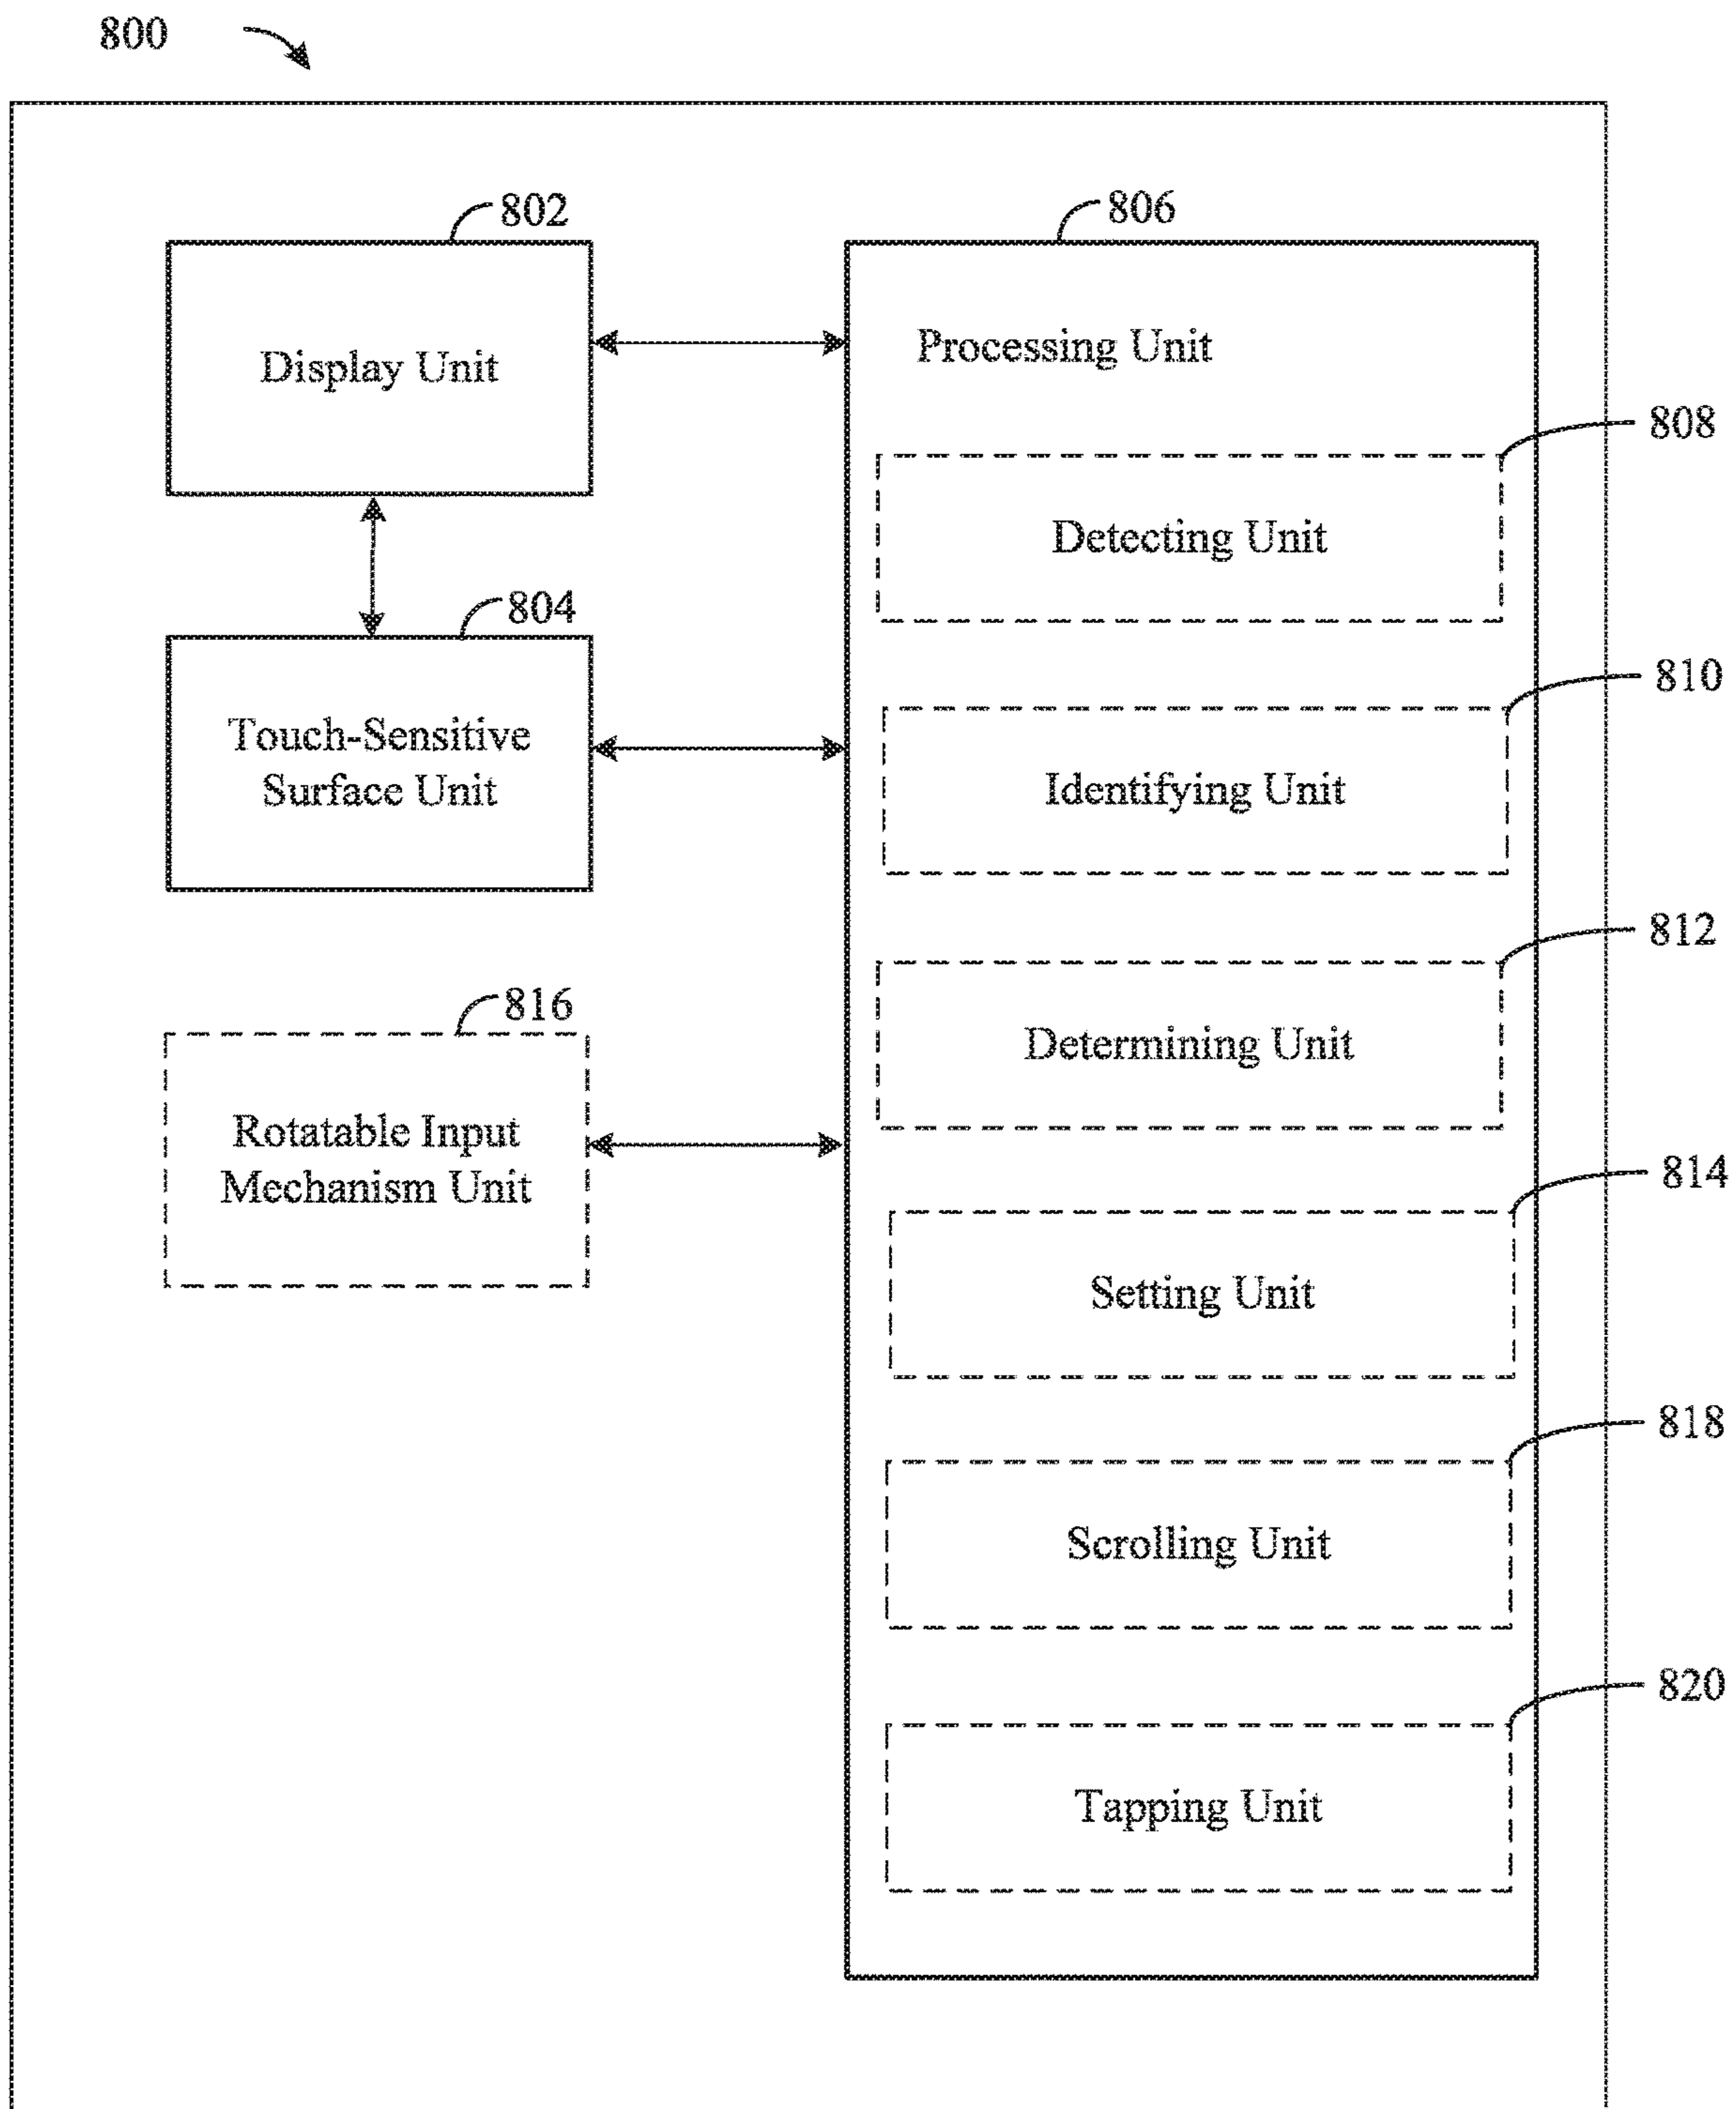 800
802
806
Display Unit
Processing Unit
808
Detecting Unit
804
Touch-Sensitive
Surface Unit
810
Identifying Unit
812
Determining Unit
816
Rotatable Input
Mechanism Unit
814
Setting Unit
818
Scrolling Unit
820
Tapping Unit